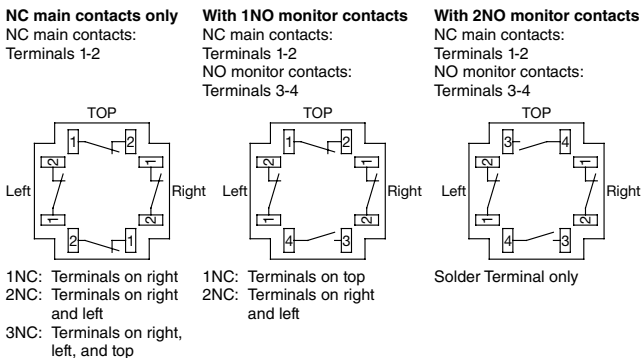 NC main contacts only
NC main contacts:
Terminals 1-2
TOP
1 2
2 1
Left
Right
1 2
2 1
1NC: Terminals on right
2NC: Terminals on right
and left
3NC: Terminals on right,
left, and top
With 1NO monitor contacts
NC main contacts:
Terminals 1-2
NO monitor contacts:
Terminals 3-4
TOP
1 2
2 1
Left
Right
1 2
4 3
1NC: Terminals on top
2NC: Terminals on right
and left
With 2NO monitor contacts
NC main contacts:
Terminals 1-2
NO monitor contacts:
Terminals 3-4
TOP
3 4
2 1
Left
Right
1 2
4 3
Solder Terminal only